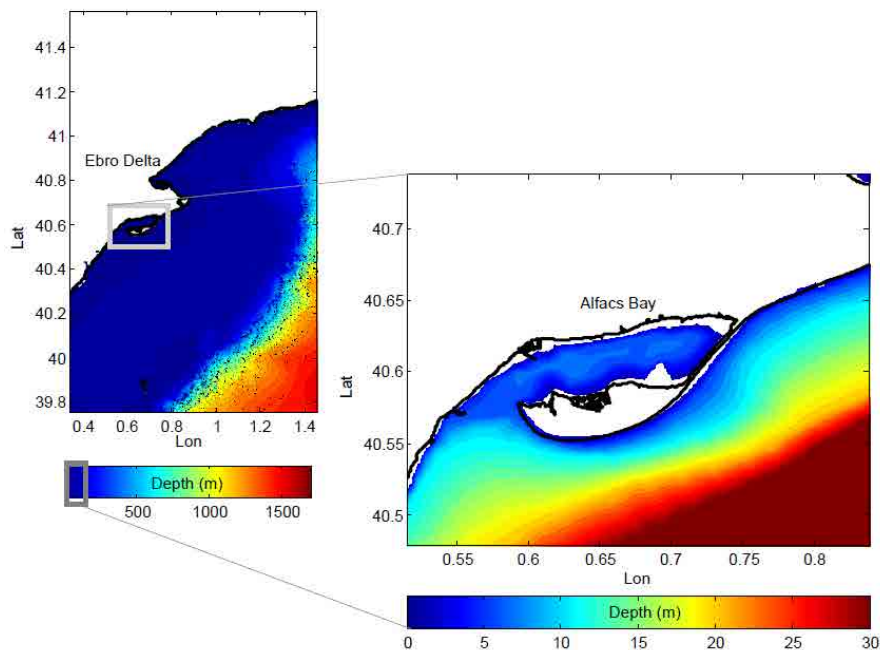 41.4
41.2
41
40.8
40.6
40.4
40.2
40
39.8
Lat
Ebro Delta
0.4 0.6 0.8 1 1.2 1.4
Lon
Depth (m)
500 1000 1500
40.7
40.65
40.6
40.55
40.5
Lat
Alfacs Bay
0.55 0.6 0.65 0.7 0.75 0.8
Lon
Depth (m)
0 5 10 15 20 25 30